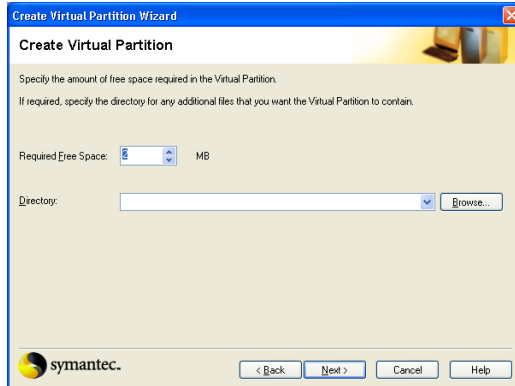 Create Virtual Partition Wizard
Create Virtual Partition
Specify the amount of free space required in the Virtual Partition.
If required, specify the directory for any additional files that you want the Virtual Partition to contain.
Required Free Space: 2 MB
Directory: Browse...
symantec.
< Back Next > Cancel Help